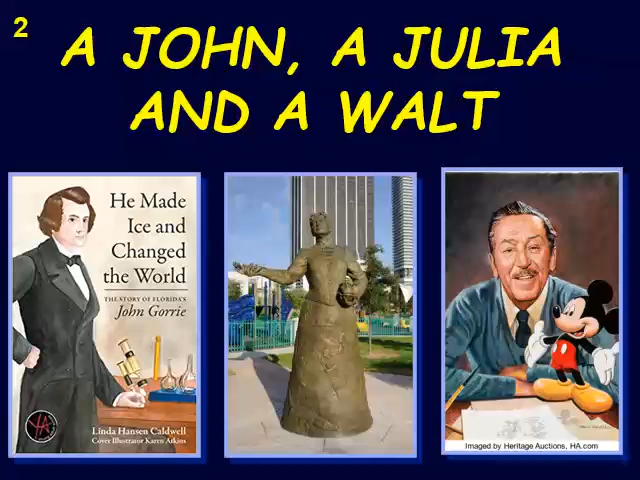 2
A JOHN, A JULIA
AND A WALT
He Made
Ice and
Changed
the World
THE STORY OF FLORIDA'S
John Gorrie
Linda Hansen Caldwell
Cover Illustrator Karen Atkins
Imaged by Heritage Auctions, HA.com